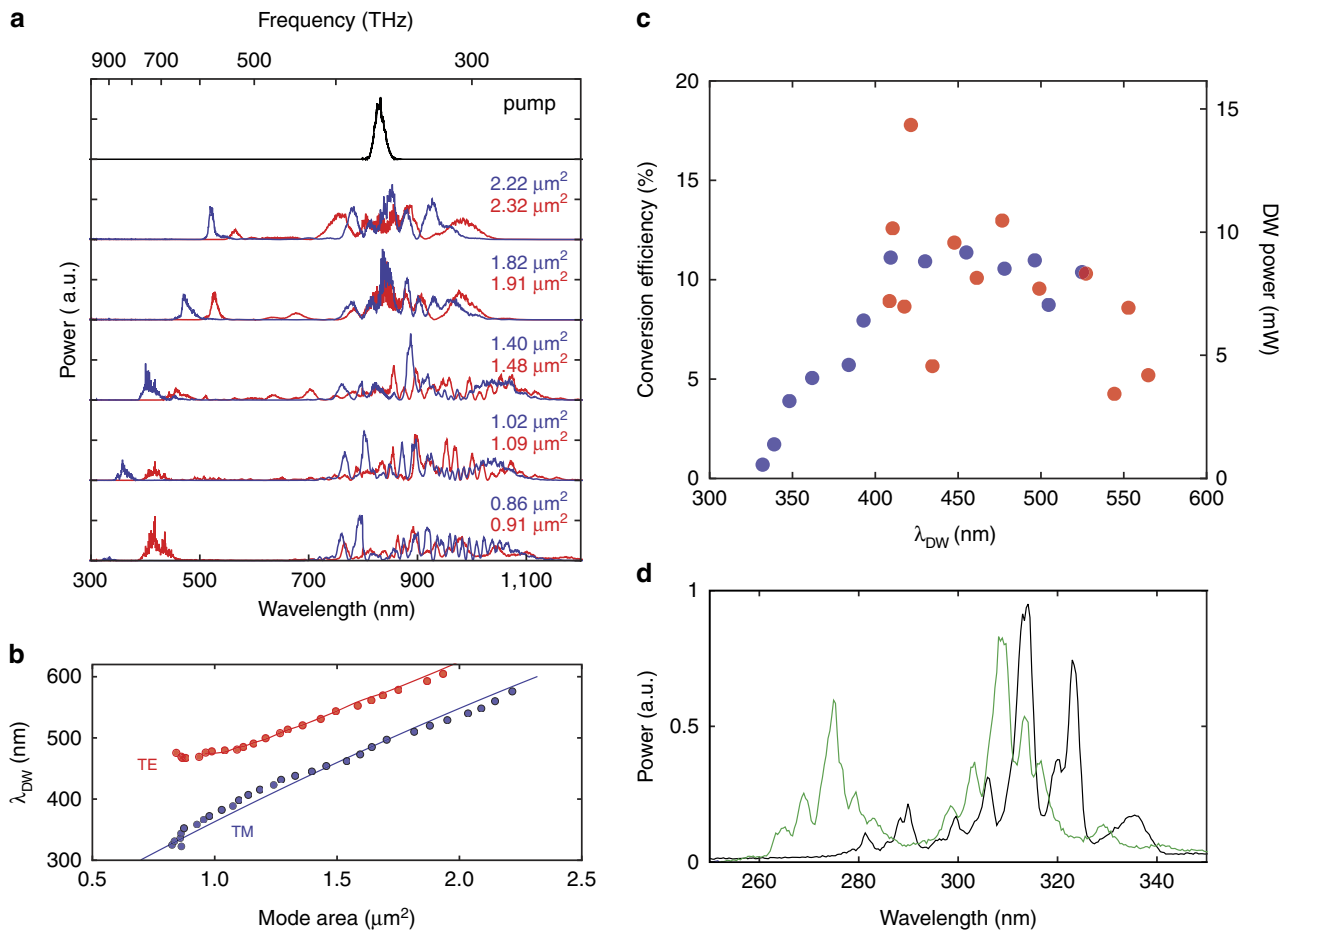 a
Frequency (THz)
900 700 500 300
pump
2.22 μm²
2.32 μm²
1.82 μm²
1.91 μm²
1.40 μm²
1.48 μm²
1.02 μm²
1.09 μm²
0.86 μm²
0.91 μm²
Power ( a.u.)
300 500 700 900 1,100
Wavelength (nm)
b
600
500
400
300
λDW (nm)
TE
TM
0.5 1.0 1.5 2.0 2.5
Mode area (μm²)
c
20
15
10
5
0
Conversion efficiency (%)
15
10
5
0
DW power (mW)
300 350 400 450 500 550 600
λDW (nm)
d
1
0.5
0
Power (a.u.)
260 280 300 320 340
Wavelength (nm)